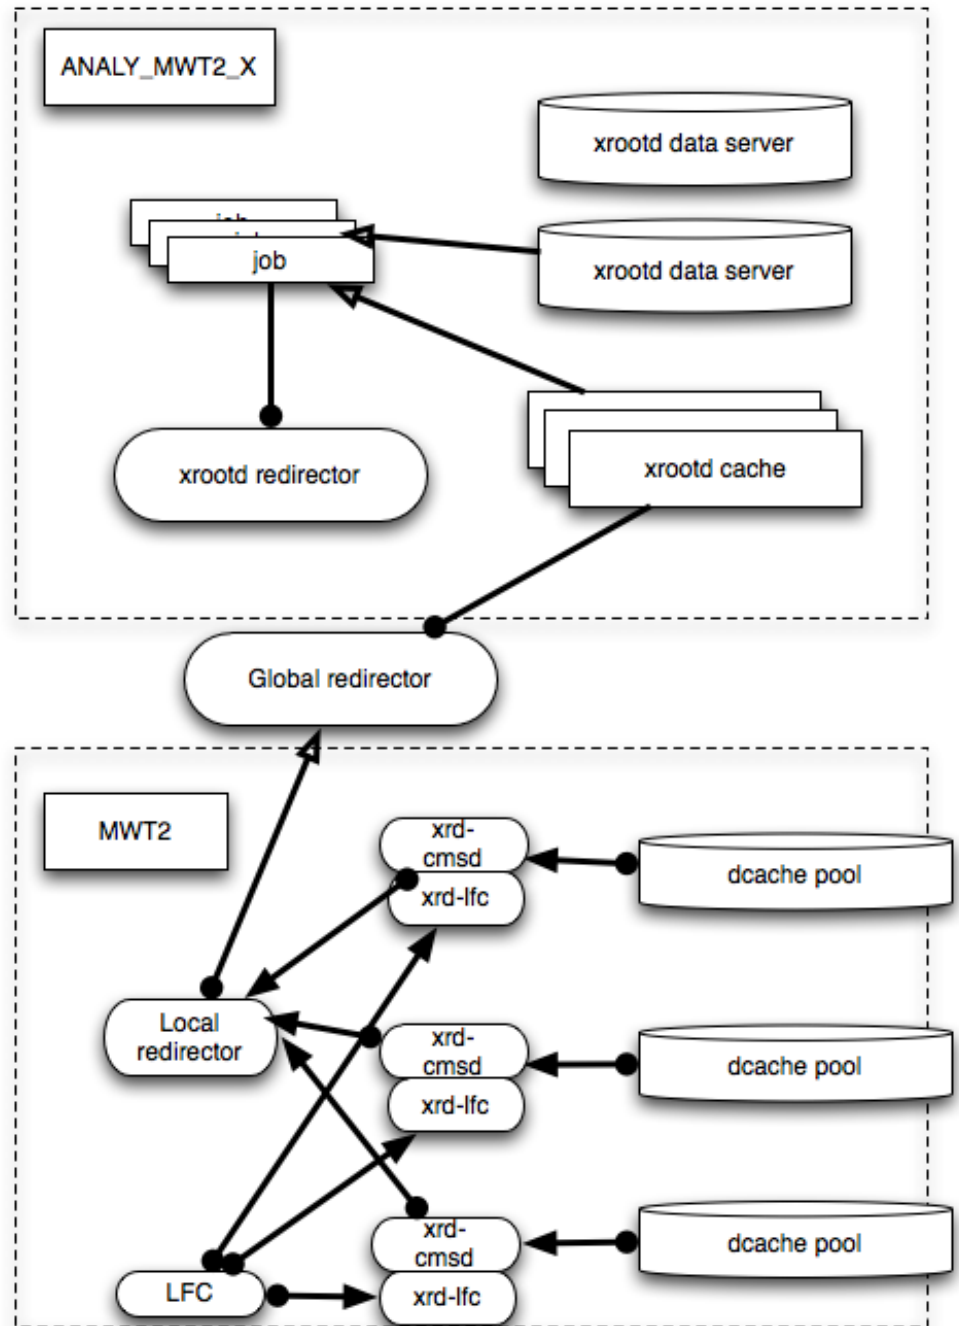 ANALY_MWT2_X
xrootd data server
xrootd data server
job
job
xrootd redirector
xrootd cache
Global redirector
MWT2
xrd-
cmsd
xrd-lfc
dcache pool
Local
redirector
xrd-
cmsd
xrd-lfc
dcache pool
xrd-
cmsd
xrd-lfc
dcache pool
LFC